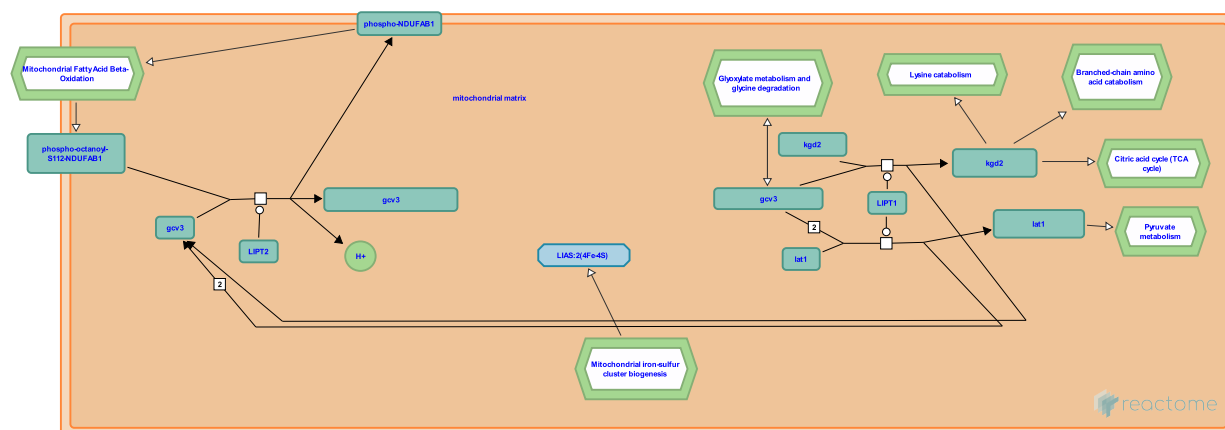 phospho-NDUFAB1
Mitochondrial Fatty Acid Beta-
Oxidation
mitochondrial matrix
Glyoxylate metabolism and
glycine degradation
Lysine catabolism
Branched-chain amino
acid catabolism
phospho-octanoyl-
S112-NDUFAB1
kgd2
kgd2
Citric acid cycle (TCA
cycle)
gcv3
gcv3
LIPT1
gcv3
2
lat1
Pyruvate
metabolism
LIPT2
H+
LIAS:2(4Fe-4S)
lat1
2
Mitochondrial iron-sulfur
cluster biogenesis
reactome